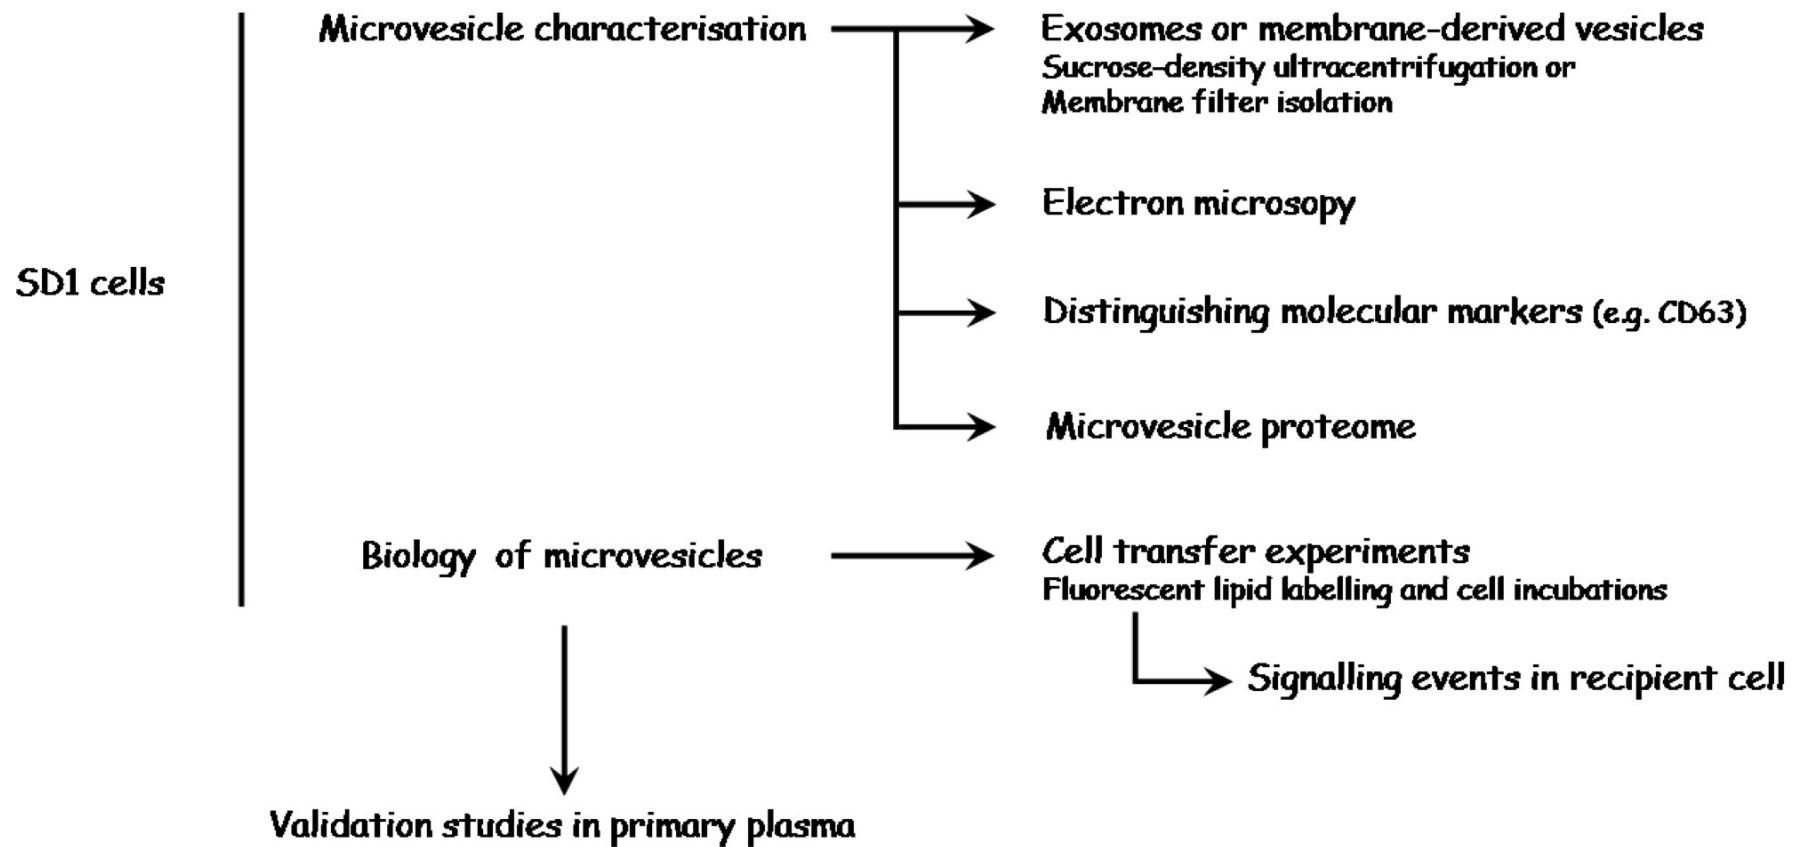 Microvesicle characterisation
Exosomes or membrane-derived vesicles
Sucrose-density ultracentrifugation or
Membrane filter isolation
Electron microsopy
SD1 cells
Distinguishing molecular markers (e.g. CD63)
Microvesicle proteome
Biology of microvesicles
Cell transfer experiments
Fluorescent lipid labelling and cell incubations
Signalling events in recipient cell
Validation studies in primary plasma